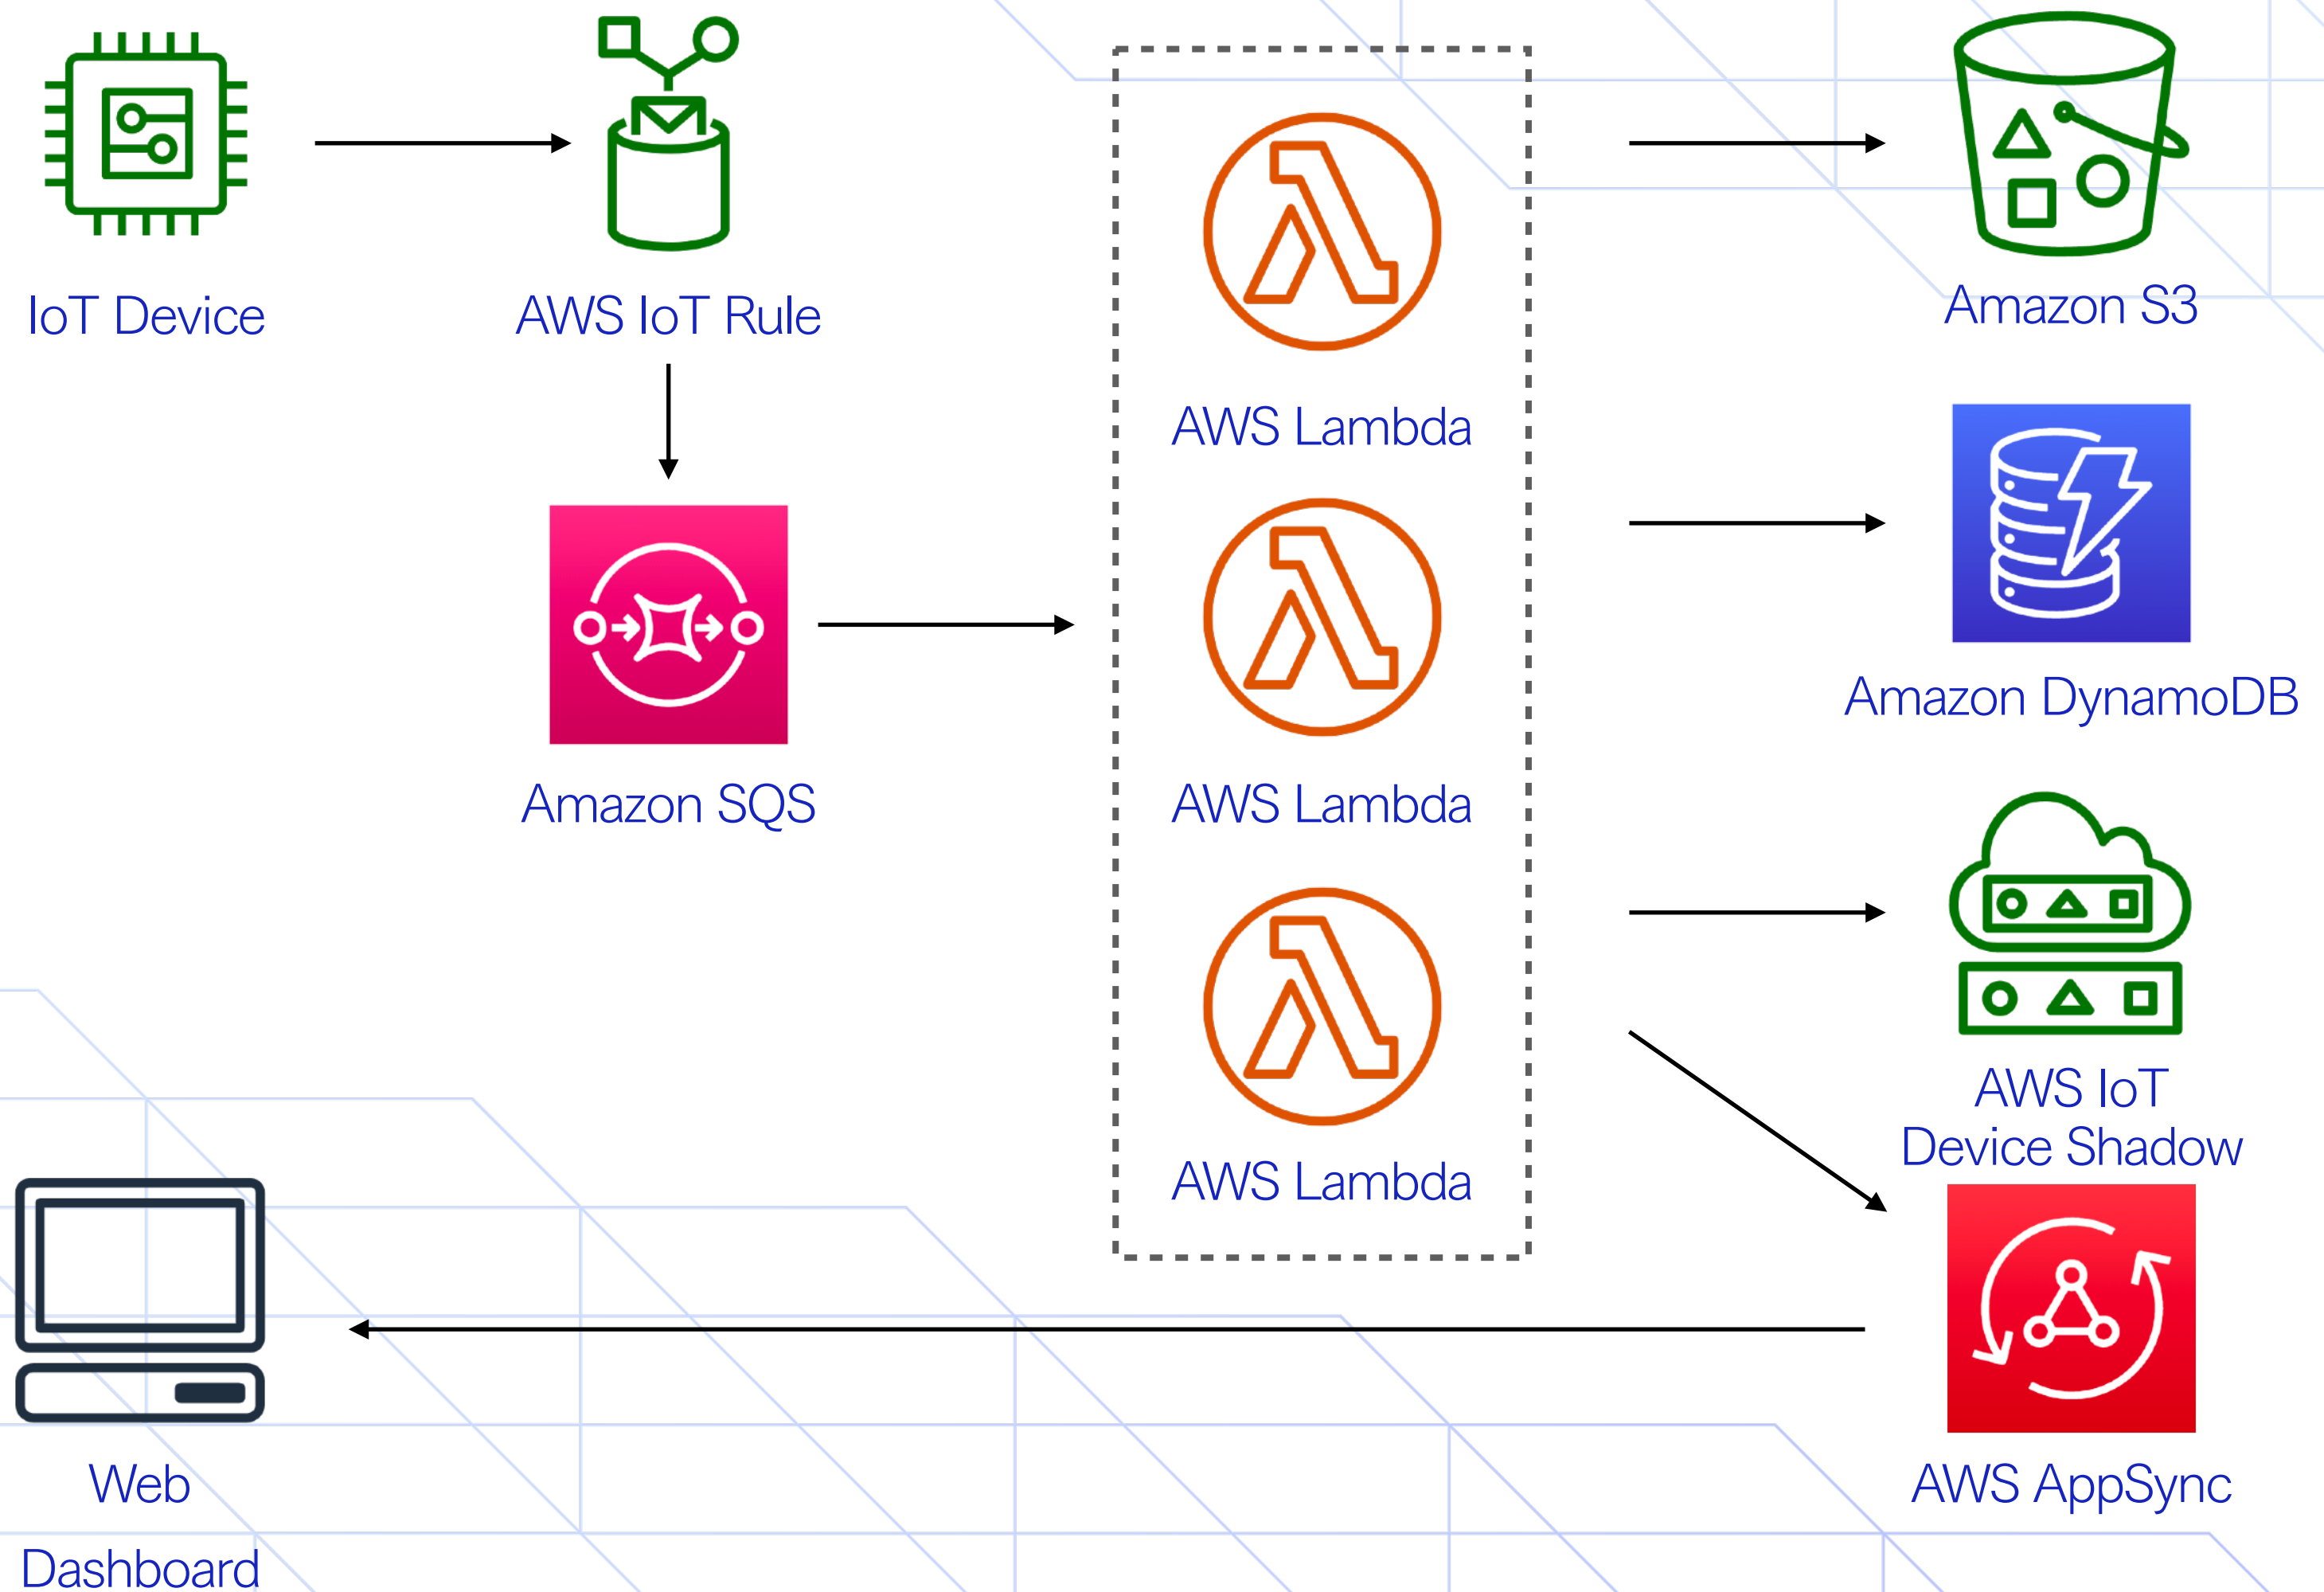 IoT Device
AWS IoT Rule
Amazon S3
AWS Lambda
Amazon DynamoDB
Amazon SQS
AWS Lambda
AWS IoT
Device Shadow
AWS Lambda
AWS AppSync
Web
Dashboard